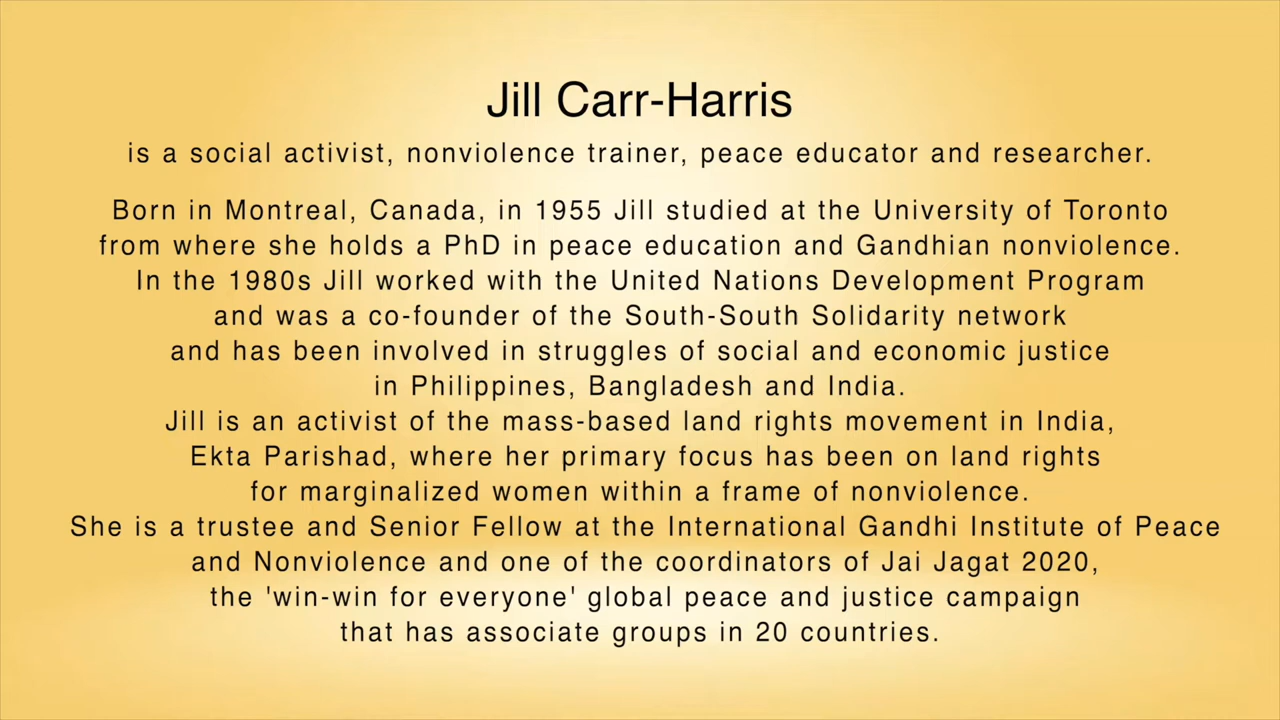 Jill Carr-Harris
is a social activist, nonviolence trainer, peace educator and researcher.
Born in Montreal, Canada, in 1955 Jill studied at the University of Toronto
from where she holds a PhD in peace education and Gandhian nonviolence.
In the 1980s Jill worked with the United Nations Development Program
and was a co-founder of the South-South Solidarity network
and has been involved in struggles of social and economic justice
in Philippines, Bangladesh and India.
Jill is an activist of the mass-based land rights movement in India,
Ekta Parishad, where her primary focus has been on land rights
for marginalized women within a frame of nonviolence.
She is a trustee and Senior Fellow at the International Gandhi Institute of Peace
and Nonviolence and one of the coordinators of Jai Jagat 2020,
the 'win-win for everyone' global peace and justice campaign
that has associate groups in 20 countries.